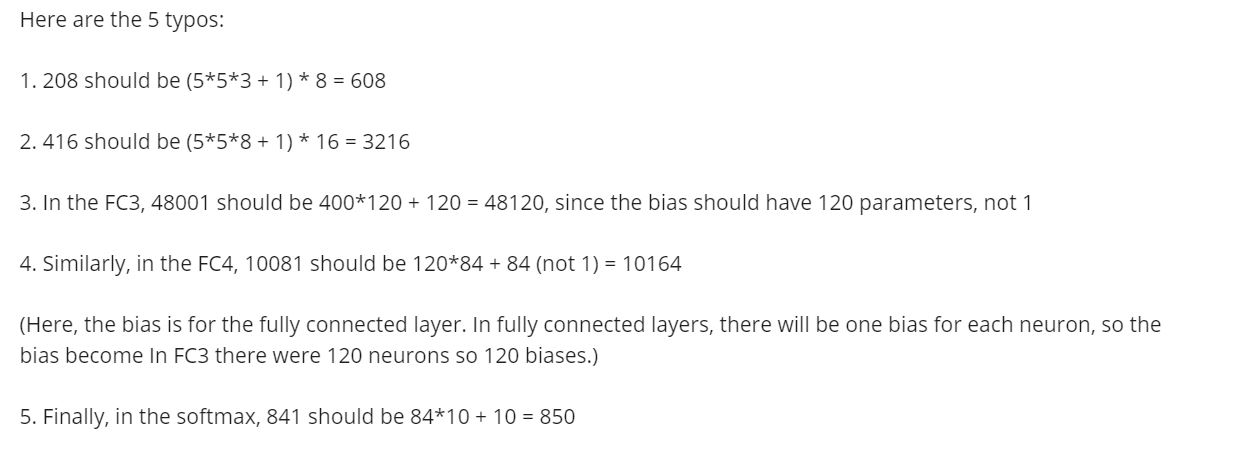 Here are the 5 typos:
1. 208 should be (5*5*3 + 1) * 8 = 608
2. 416 should be (5*5*8 + 1) * 16 = 3216
3. In the FC3, 48001 should be 400*120 + 120 = 48120, since the bias should have 120 parameters, not 1
4. Similarly, in the FC4, 10081 should be 120*84 + 84 (not 1) = 10164
(Here, the bias is for the fully connected layer. In fully connected layers, there will be one bias for each neuron, so the
bias become In FC3 there were 120 neurons so 120 biases.)
5. Finally, in the softmax, 841 should be 84*10 + 10 = 850